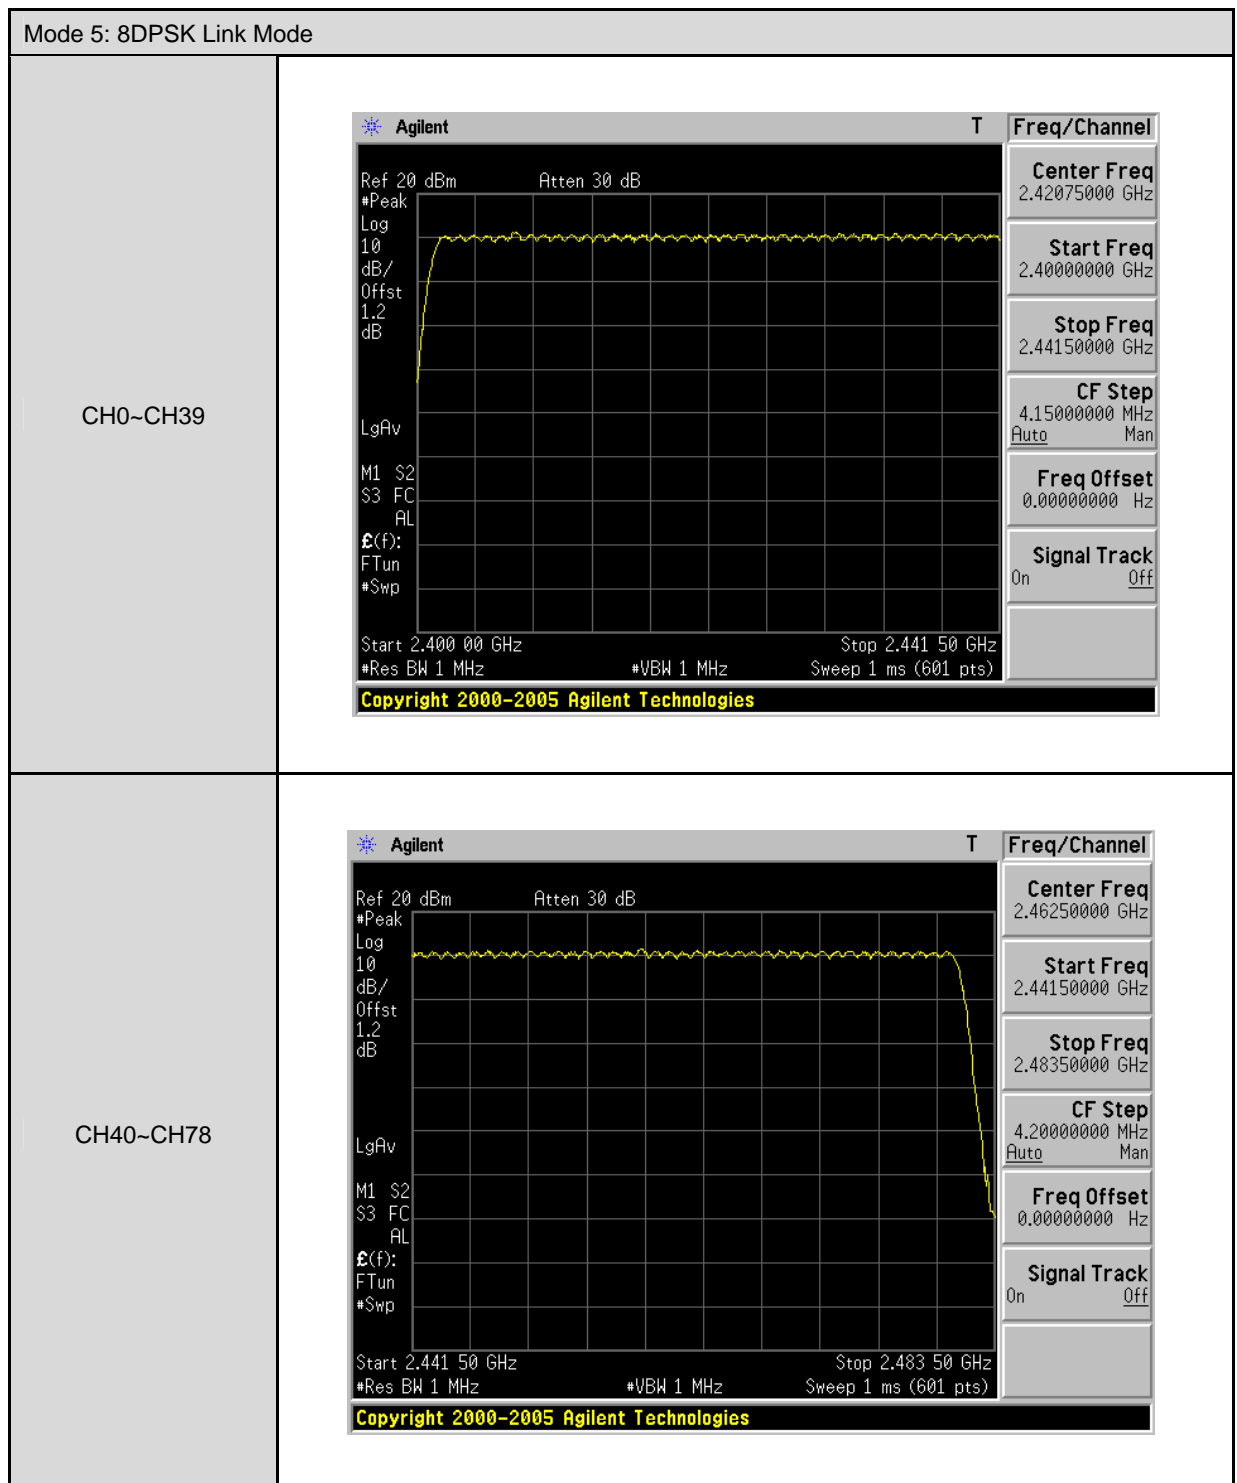 Mode 5: 8DPSK Link Mode
CH0~CH39
Agilent T Freq/Channel
Ref 20 dBm Atten 30 dB
#Peak
Log
10
dB/
Offst
1.2
dB
LgAv
M1 S2
S3 FC
AL
£(f):
FTun
#Swp
Start 2.400 00 GHz Stop 2.441 50 GHz
#Res BW 1 MHz #VBW 1 MHz Sweep 1 ms (601 pts)
Copyright 2000-2005 Agilent Technologies
Center Freq
2.42075000 GHz
Start Freq
2.40000000 GHz
Stop Freq
2.44150000 GHz
CF Step
4.15000000 MHz
Auto Man
Freq Offset
0.00000000 Hz
Signal Track
On Off
CH40~CH78
Agilent T Freq/Channel
Ref 20 dBm Atten 30 dB
#Peak
Log
10
dB/
Offst
1.2
dB
LgAv
M1 S2
S3 FC
AL
£(f):
FTun
#Swp
Start 2.441 50 GHz Stop 2.483 50 GHz
#Res BW 1 MHz #VBW 1 MHz Sweep 1 ms (601 pts)
Copyright 2000-2005 Agilent Technologies
Center Freq
2.46250000 GHz
Start Freq
2.44150000 GHz
Stop Freq
2.48350000 GHz
CF Step
4.20000000 MHz
Auto Man
Freq Offset
0.00000000 Hz
Signal Track
On Off